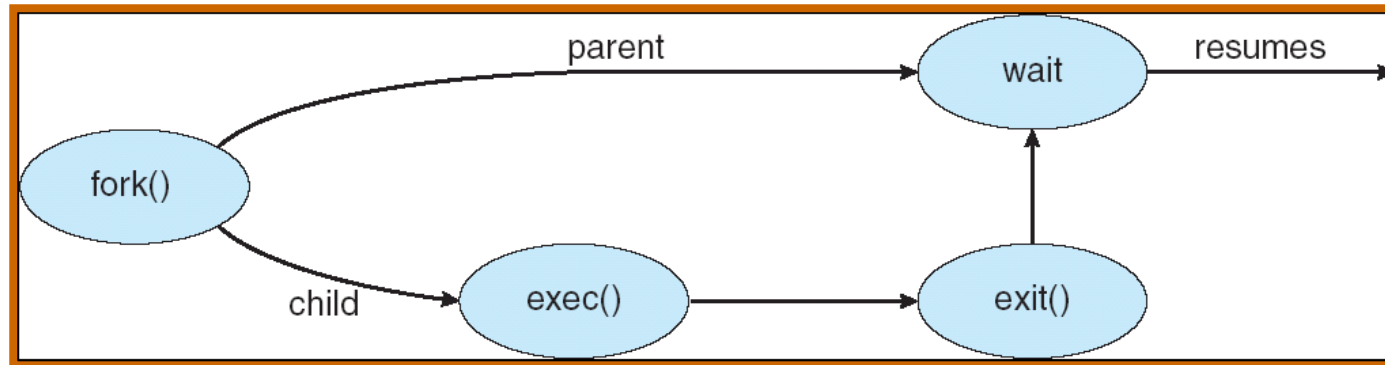 parent
wait
resumes
fork()
child
exec()
exit()